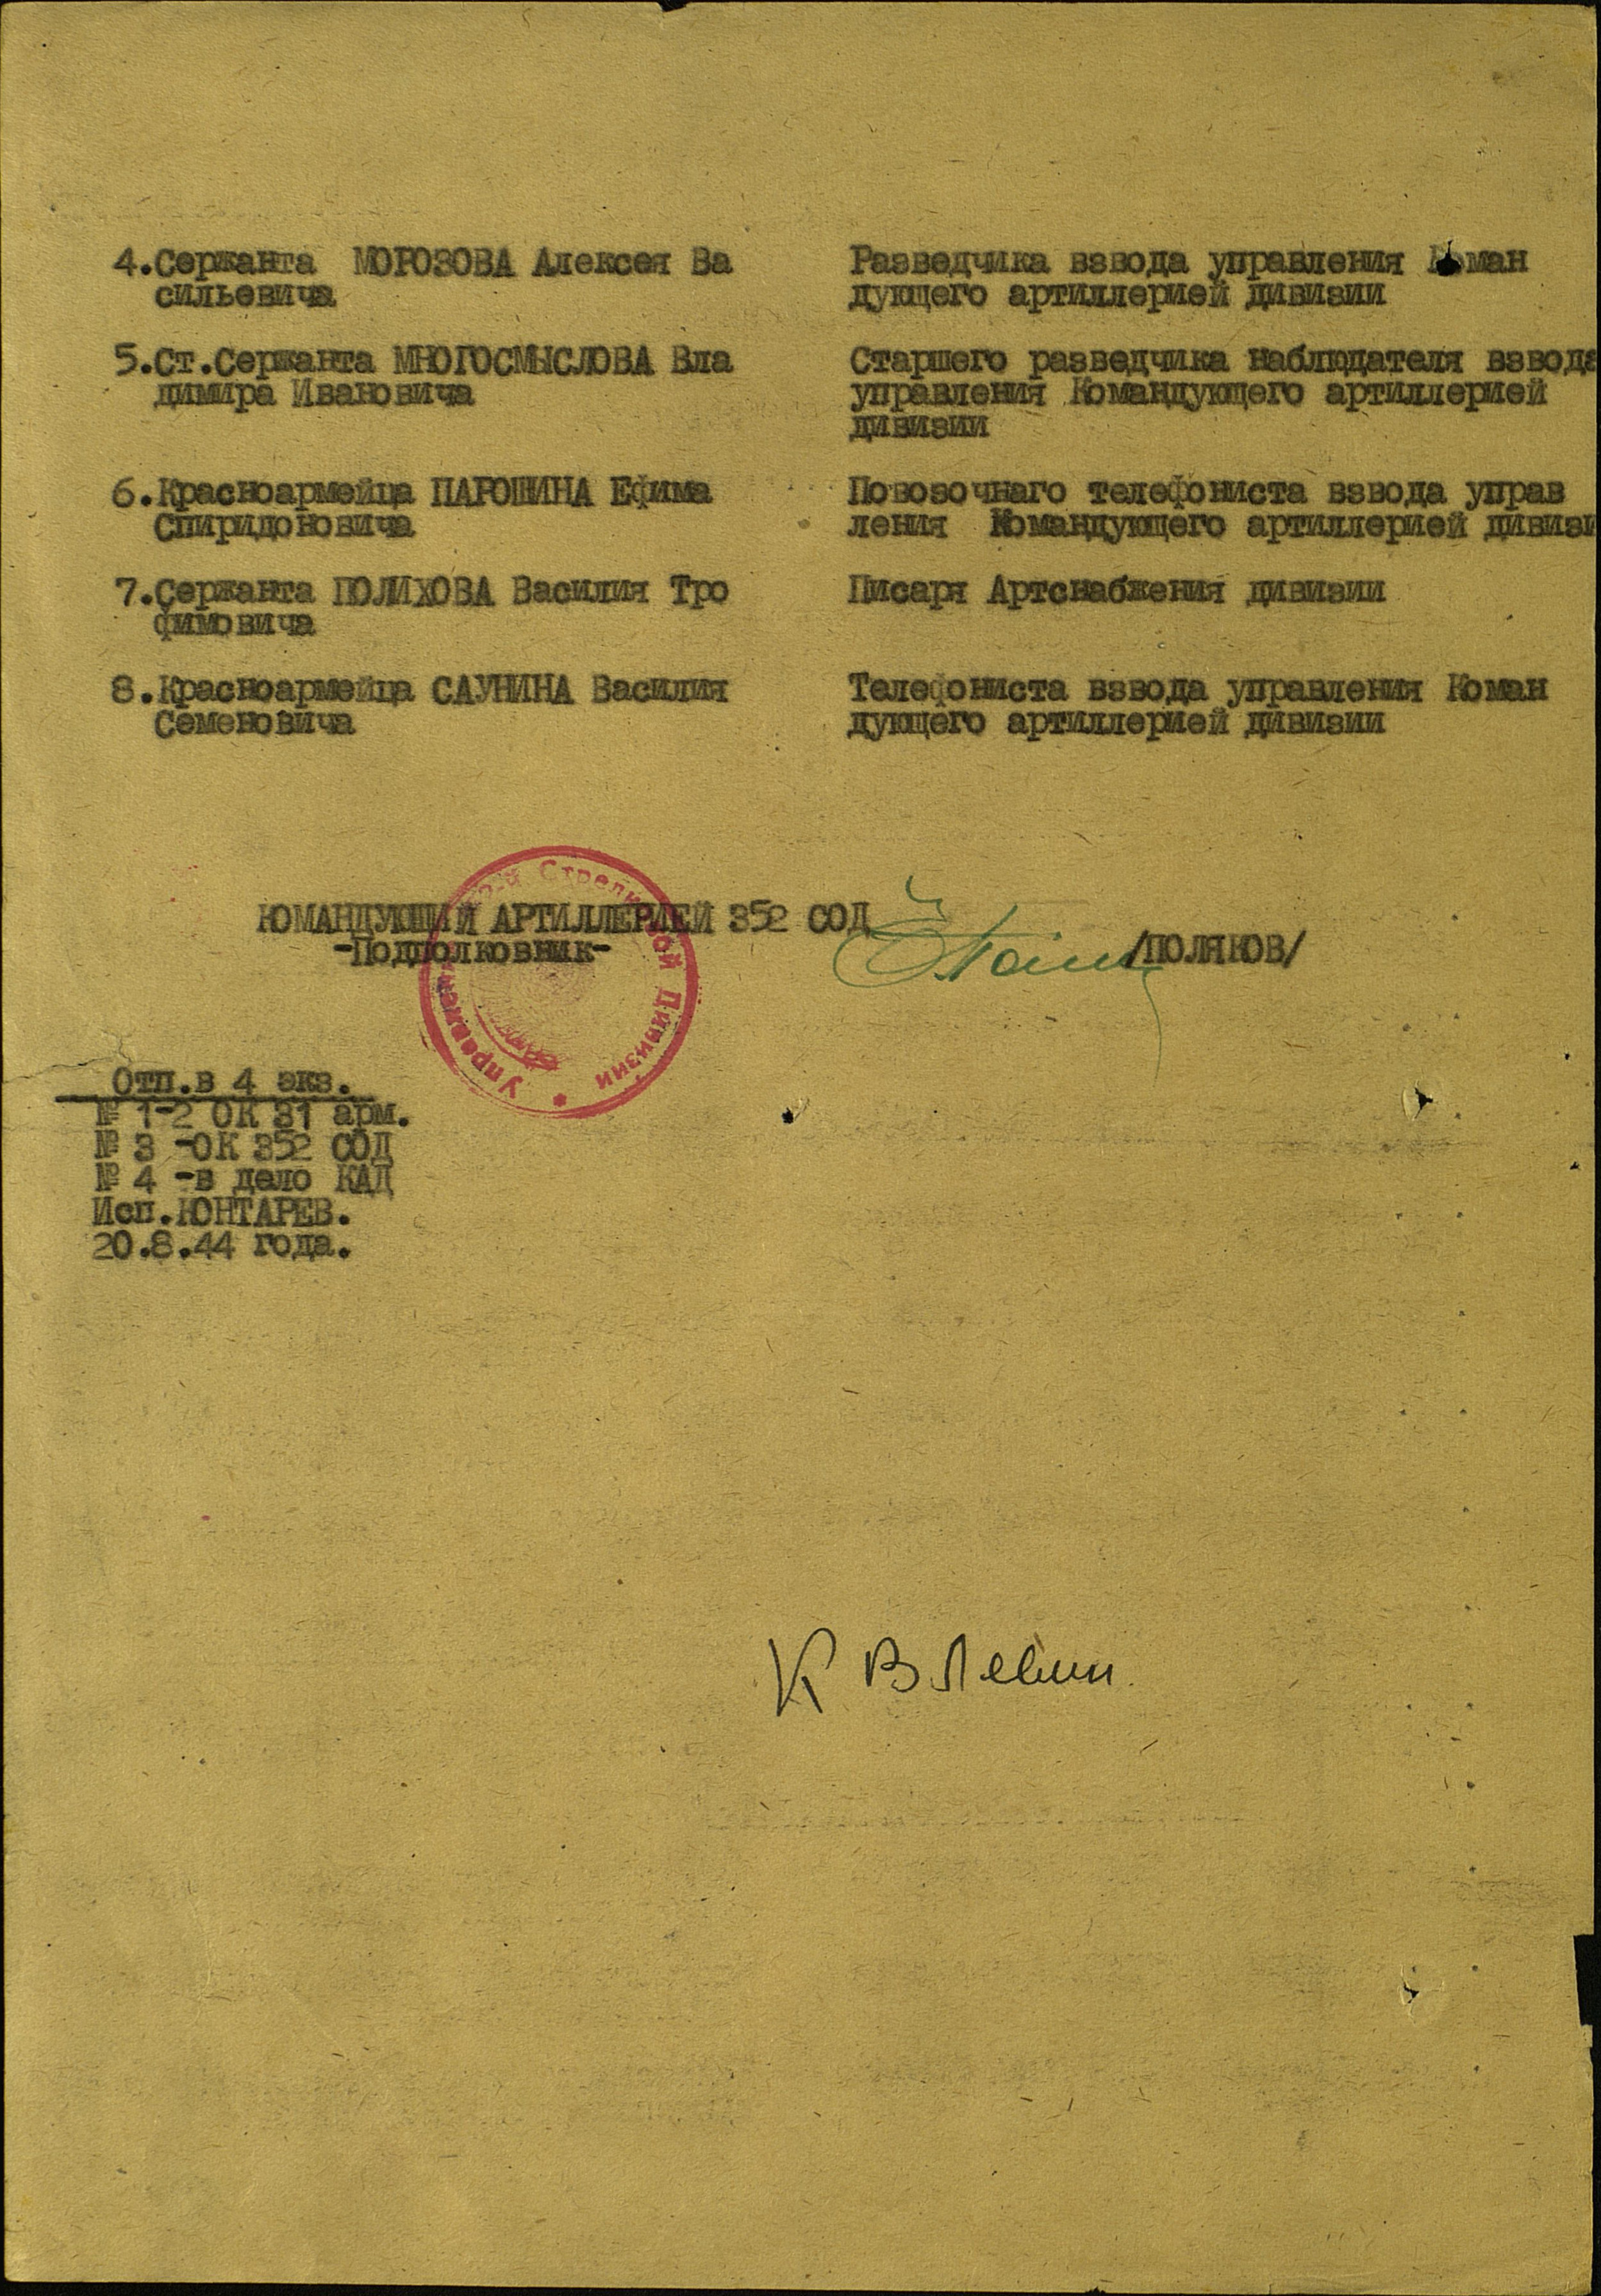 4.Сержанта МОРОЗОВА Алексея Ва
сильевича
Разведчика взвода управления Коман
дующего артиллерией дивизии
5.Ст.Сержанта МНОГОСМЫСЛОВА Вла
димира Ивановича
Старшего разведчика наблюдателя взвода
управления Командующего артиллерией
дивизии
6.Красноармейца ПАРОШИНА Ефима
Спиридоновича
Повозочнаго телефониста взвода управ
ления Командующего артиллерией дивизи
7.Сержанта ПОЛИХОВА Василия Тро
фимовича
Писаря Артснабжения дивизии
8.Красноармейца САУНИНА Василия
Семеновича
Телефониста взвода управления Коман
дующего артиллерией дивизии
КОМАНДУЮЩИЙ АРТИЛЛЕРИЕЙ 352 СОД
-Подполковник-
/ПОЛЯКОВ/
Управление Стрелковой Дивизии
Отп.в 4 экз.
№ 1-2 ОК 31 арм.
№ 3 -ОК 352 СОД
№ 4 -в дело КАД
Исп.КОНТАРЕВ.
20.8.44 года.
К В Левин